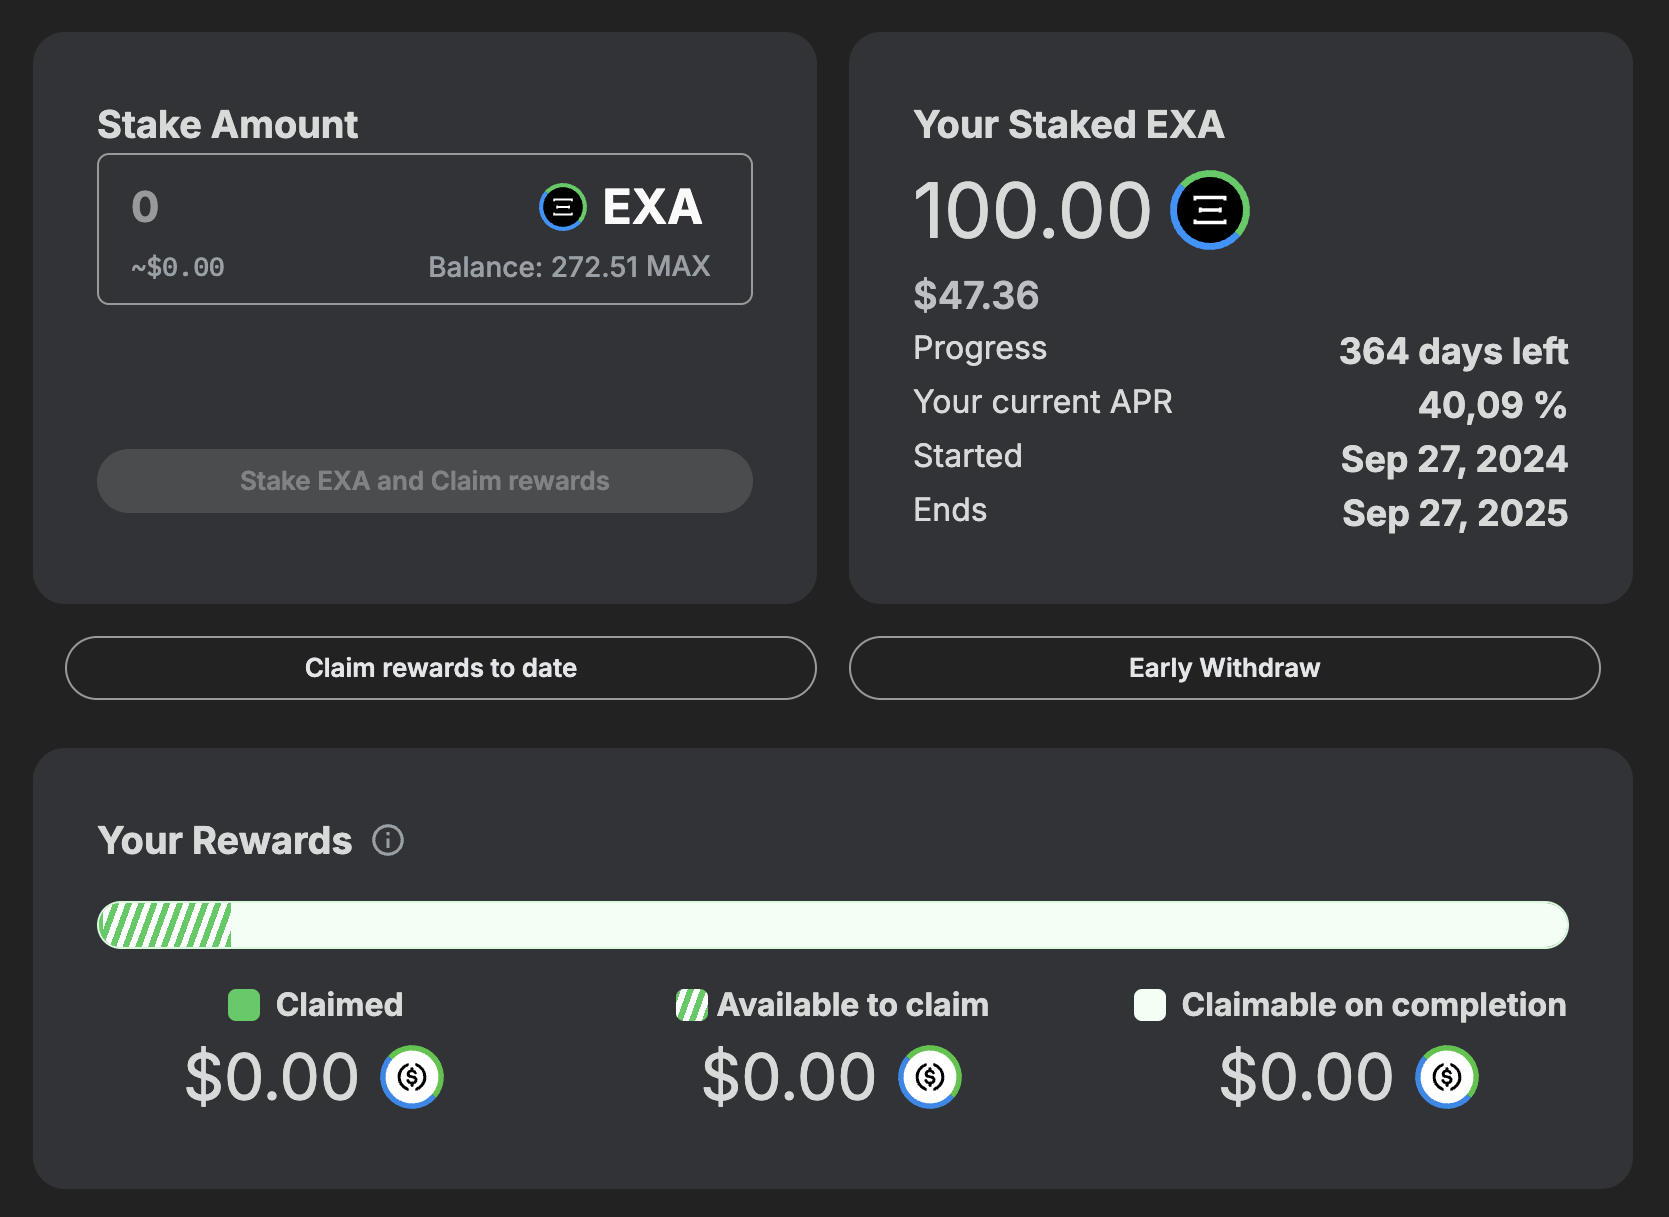 Stake Amount
0 EXA
~$0.00 Balance: 272.51 MAX
Stake EXA and Claim rewards
Your Staked EXA
100.00
$47.36
Progress 364 days left
Your current APR 40,09 %
Started Sep 27, 2024
Ends Sep 27, 2025
Claim rewards to date
Early Withdraw
Your Rewards
Claimed
$0.00
Available to claim
$0.00
Claimable on completion
$0.00